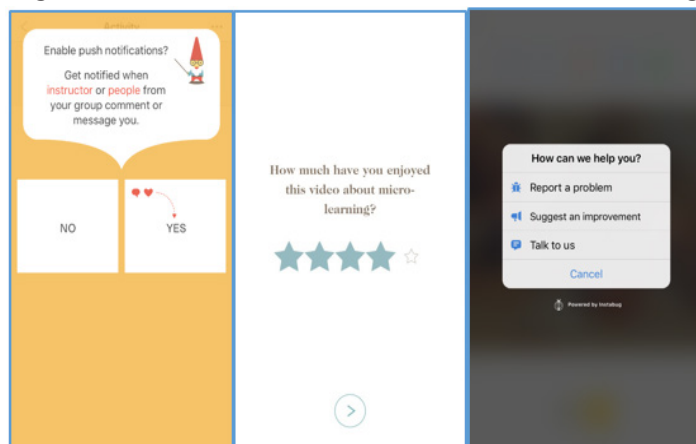 Activity
Enable push notifications?
Get notified when
instructor or people from
your group comment or
message you.
NO
YES
How much have you enjoyed
this video about micro-
learning?
How can we help you?
Report a problem
Suggest an improvement
Talk to us
Cancel
Powered by Instabug